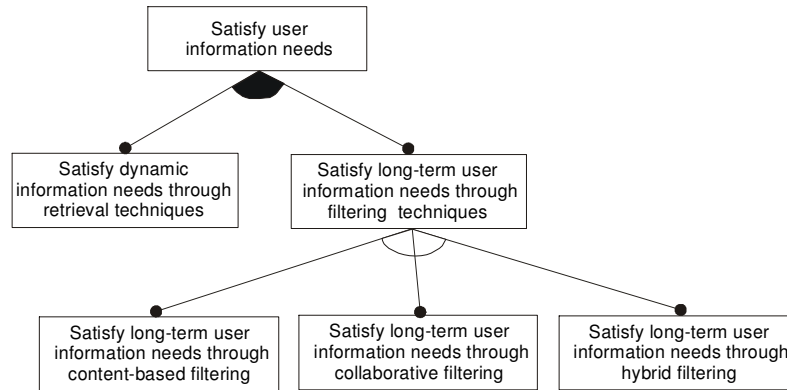 Satisfy user
information needs
Satisfy dynamic
information needs through
retrieval techniques
Satisfy long-term user
information needs through
filtering techniques
Satisfy long-term user
information needs through
content-based filtering
Satisfy long-term user
information needs through
collaborative filtering
Satisfy long-term user
information needs through
hybrid filtering